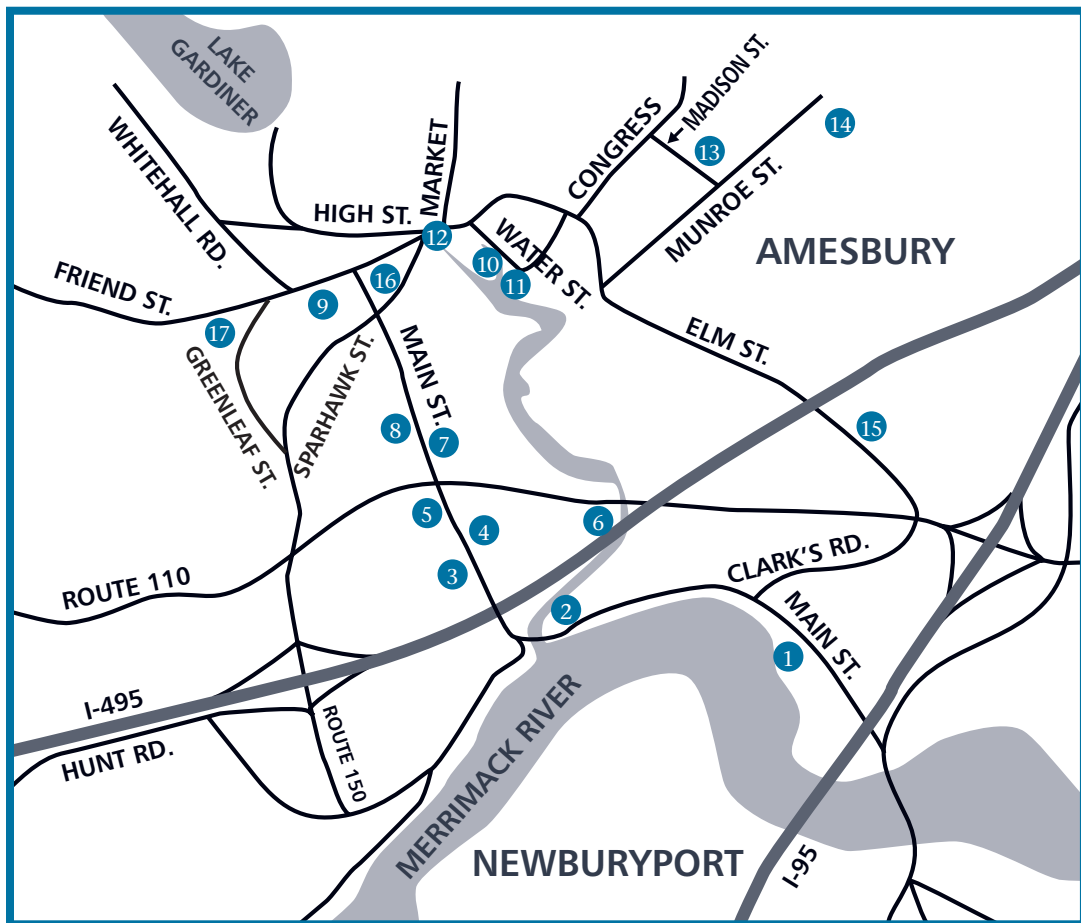 LAKE
GARDINER
WHITEHALL RD.
HIGH ST.
MARKET
CONGRESS
MADISON ST.
13
14
MUNROE ST.
12
WATER ST.
10
11
AMESBURY
FRIEND ST.
9
16
17
GREENLEAF ST.
SPARHAWK ST.
MAIN ST.
ELM ST.
8
7
15
5
4
6
3
ROUTE 110
CLARK'S RD.
2
MAIN ST.
1
I-495
HUNT RD.
ROUTE 150
MERRIMACK RIVER
NEWBURYPORT
I-95